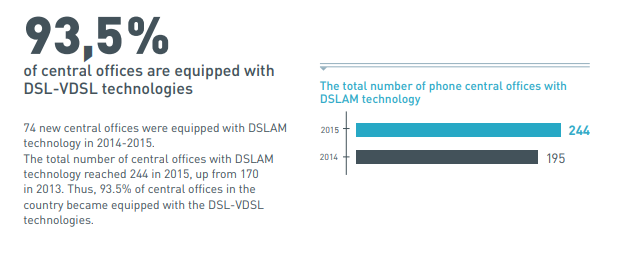 93,5%
of central offices are equipped with
DSL-VDSL technologies
74 new central offices were equipped with DSLAM
technology in 2014-2015.
The total number of central offices with DSLAM
technology reached 244 in 2015, up from 170
in 2013. Thus, 93.5% of central offices in the
country became equipped with the DSL-VDSL
technologies.
The total number of phone central offices with
DSLAM technology
2015 244
2014 195